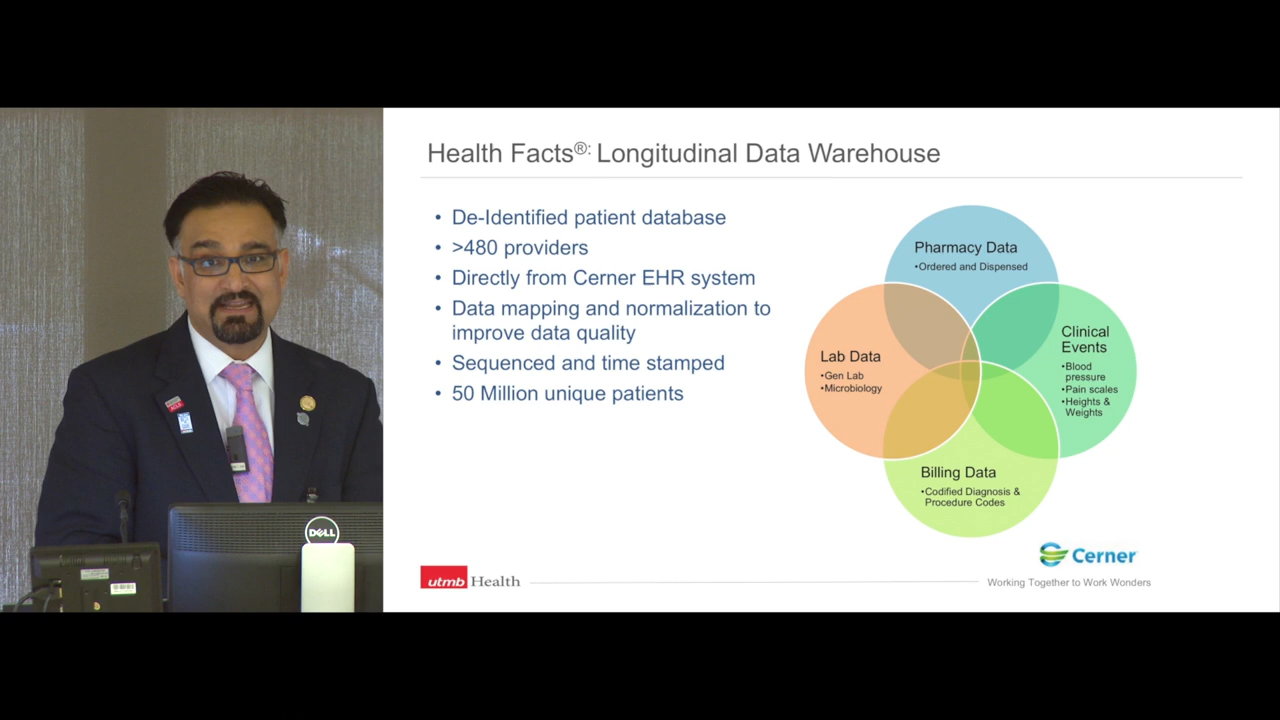 Health Facts®: Longitudinal Data Warehouse
• De-Identified patient database
• >480 providers
• Directly from Cerner EHR system
• Data mapping and normalization to
improve data quality
• Sequenced and time stamped
• 50 Million unique patients
Pharmacy Data
•Ordered and Dispensed
Lab Data
•Gen Lab
•Microbiology
Clinical
Events
•Blood
pressure
•Pain scales
•Heights &
Weights
Billing Data
•Codified Diagnosis &
Procedure Codes
DELL
utmb Health
Cerner
Working Together to Work Wonders